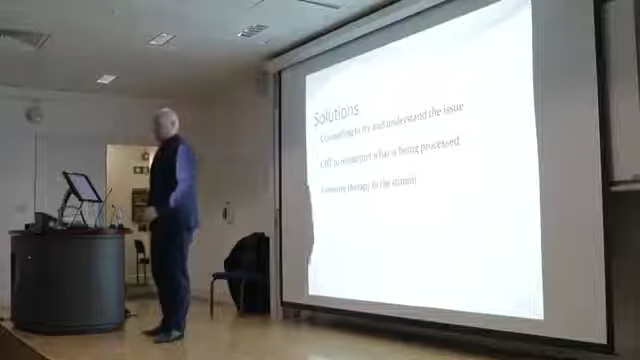 Solutions
Counselling to try and understand the issue
CBT to reinterpret what is being processed
therapy to the stimuli